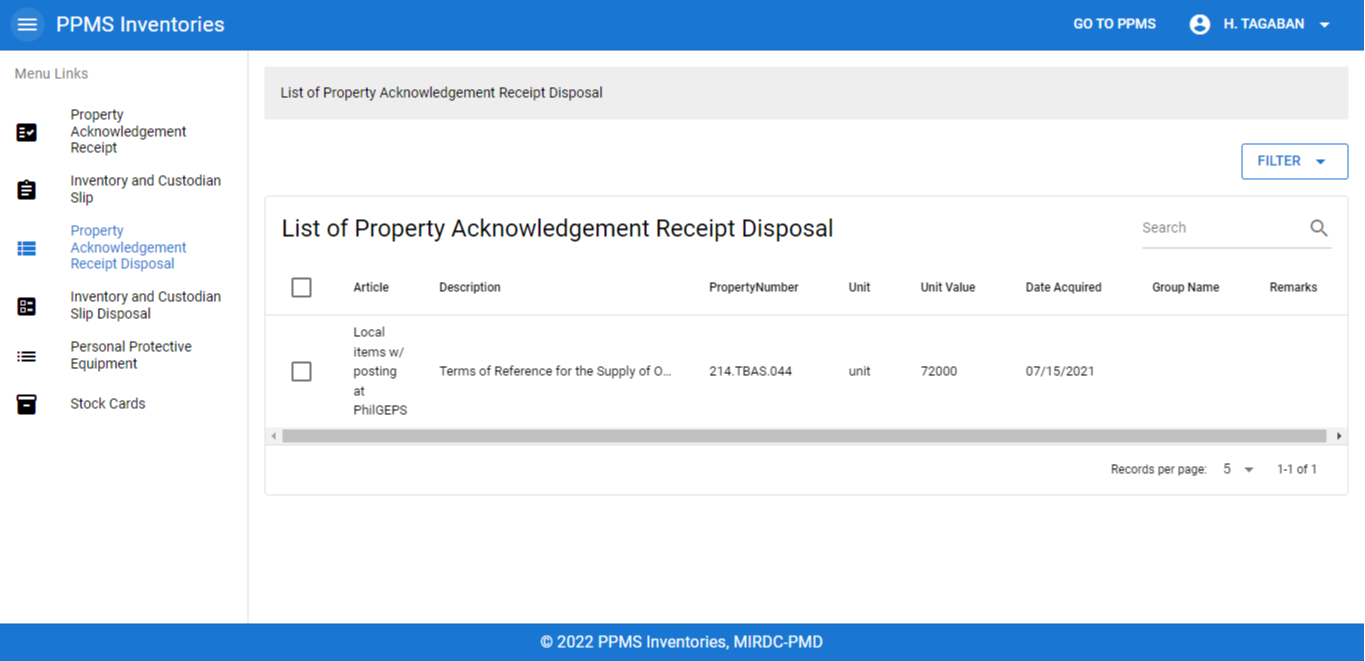 PPMS Inventories
GO TO PPMS
H. TAGABAN
Menu Links
Property
Acknowledgement
Receipt
Inventory and Custodian
Slip
Property
Acknowledgement
Receipt Disposal
Inventory and Custodian
Slip Disposal
Personal Protective
Equipment
Stock Cards
List of Property Acknowledgement Receipt Disposal
FILTER
List of Property Acknowledgement Receipt Disposal
Search
Article Description PropertyNumber Unit Unit Value Date Acquired Group Name Remarks
Local
items w/
posting
at
PhilGEPS
Terms of Reference for the Supply of O... 214.TBAS.044 unit 72000 07/15/2021
Records per page: 5 1-1 of 1
© 2022 PPMS Inventories, MIRDC-PMD